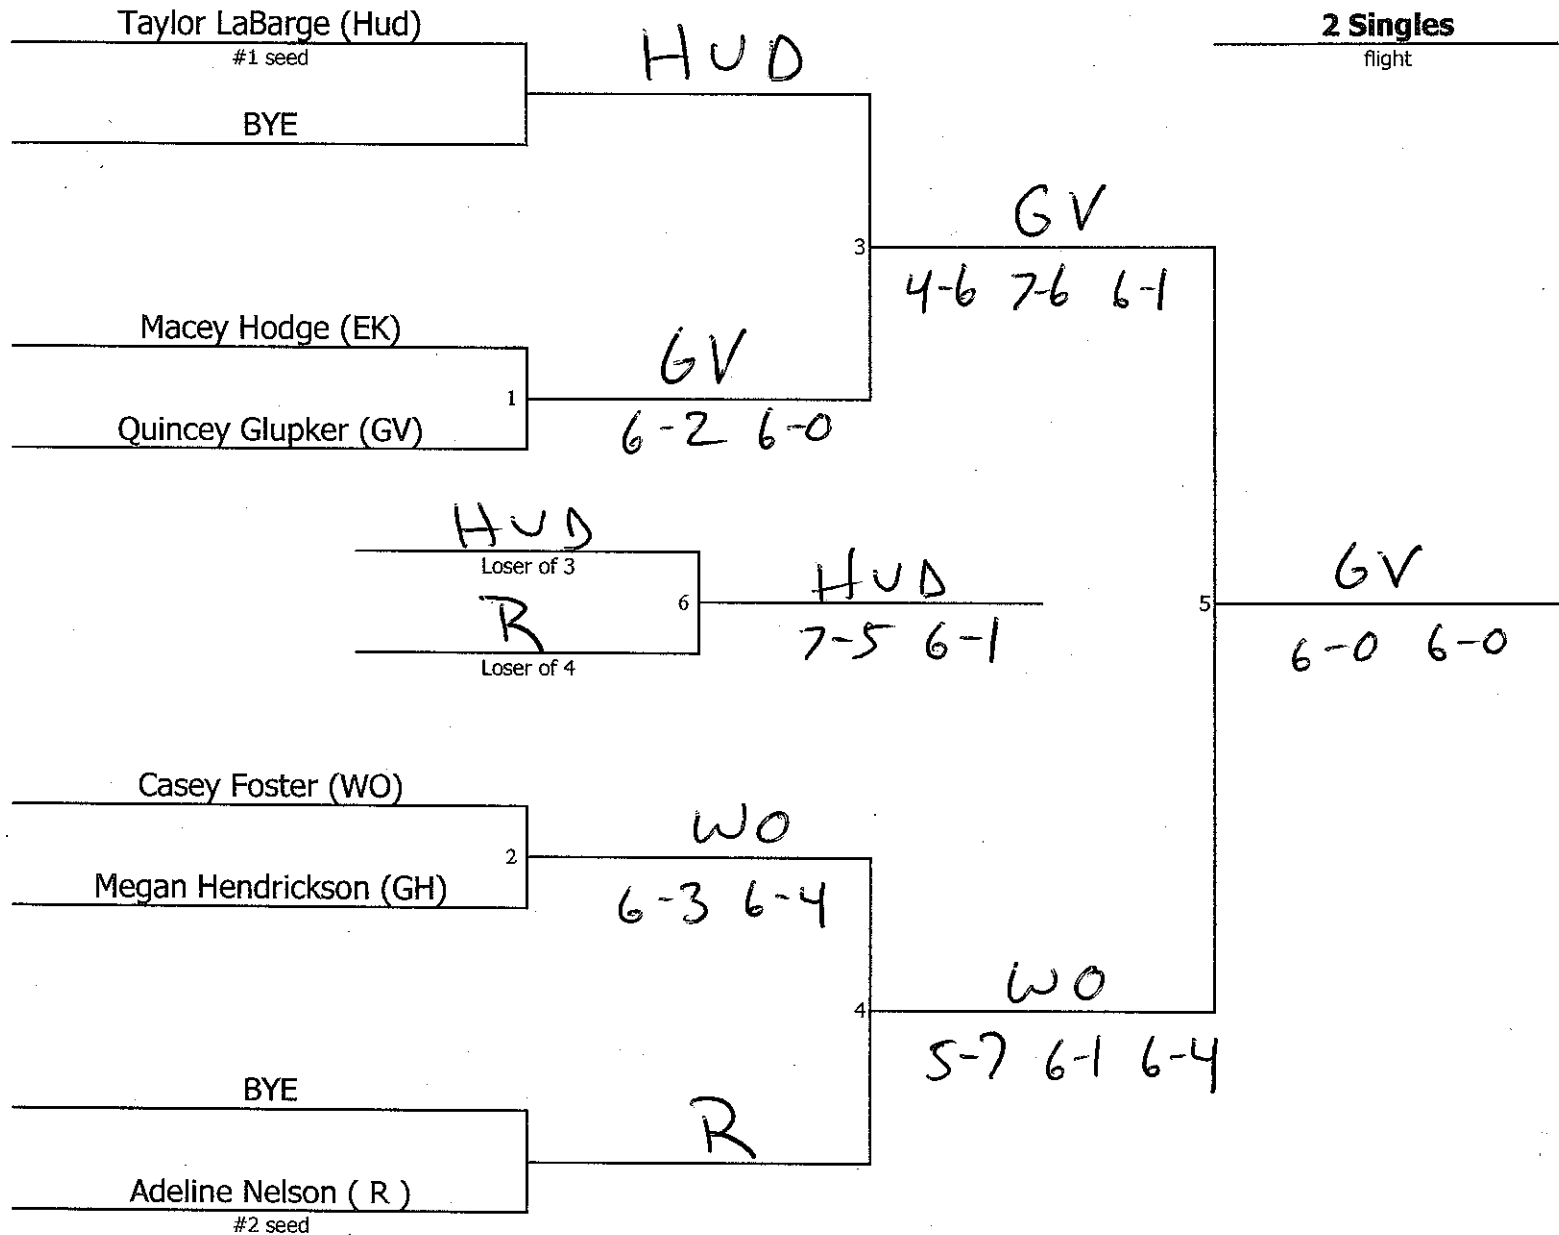 Taylor LaBarge (Hud)
#1 seed
HUD
2 Singles
flight
BYE
GV
3
4-6 7-6 6-1
Macey Hodge (EK)
GV
1
Quincey Glupker (GV)
6-2 6-0
HUD
Loser of 3
HUD
GV
6
5
R
7-5 6-1
6-0 6-0
Loser of 4
Casey Foster (WO)
WO
2
Megan Hendrickson (GH)
6-3 6-4
WO
4
5-7 6-1 6-4
BYE
R
Adeline Nelson ( R )
#2 seed